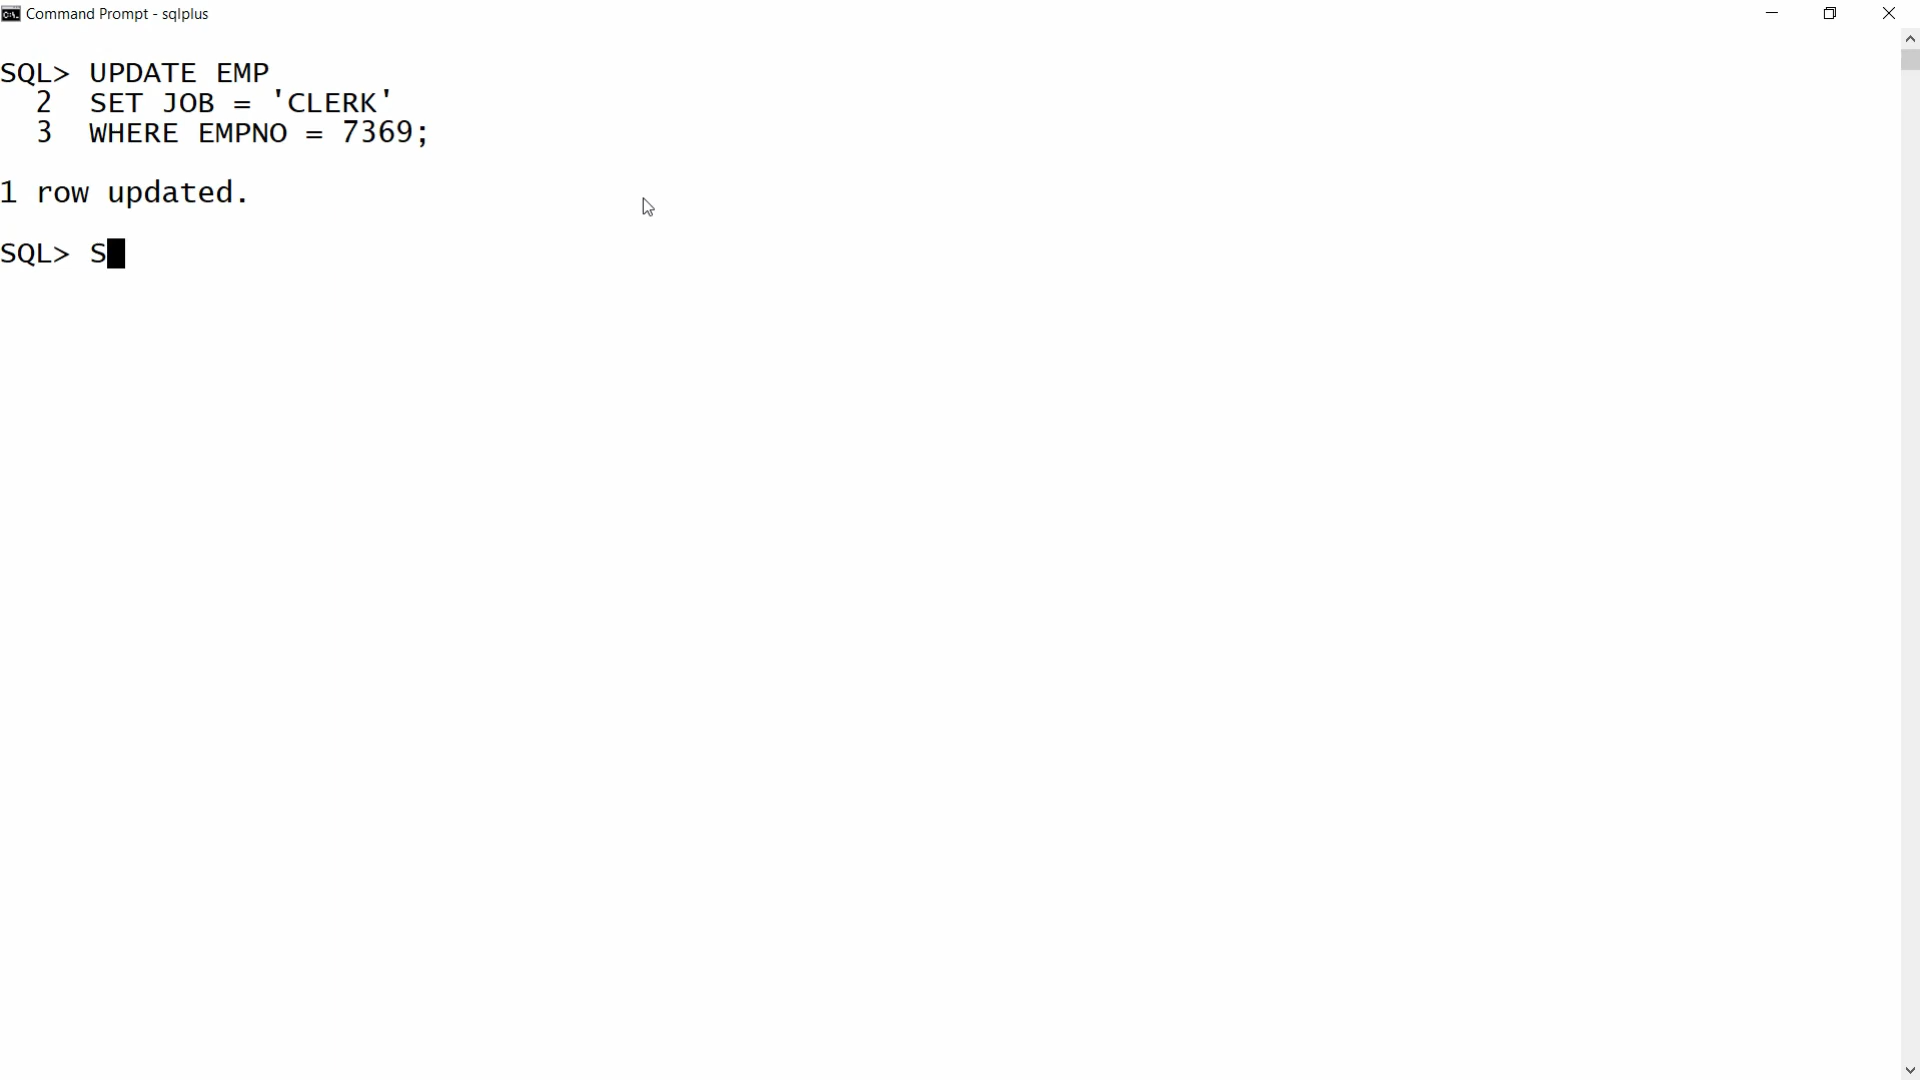 Command Prompt - sqlplus
SQL> UPDATE EMP
2 SET JOB = 'CLERK'
3 WHERE EMPNO = 7369;
1 row updated.
SQL> S